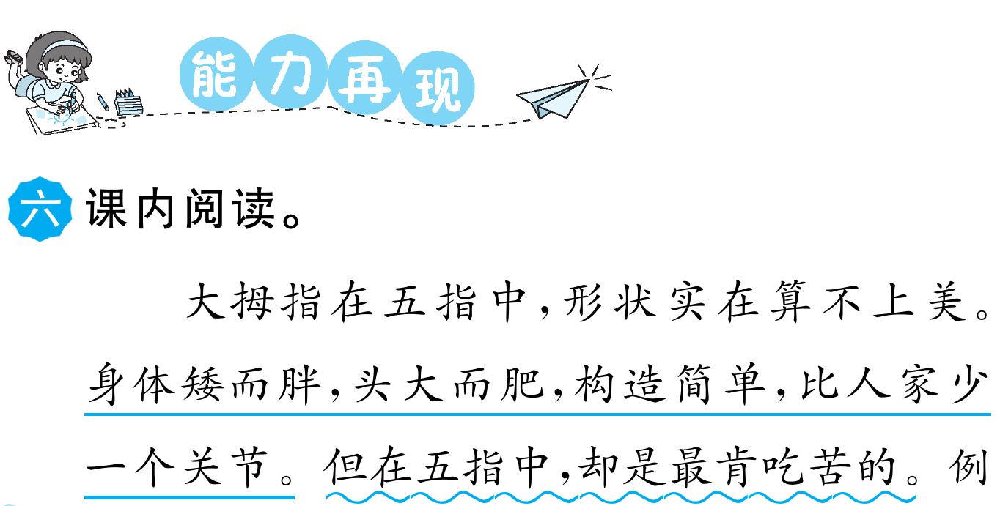 能力再现
六 课内阅读。
大拇指在五指中,形状实在算不上美。
身体矮而胖,头大而肥,构造简单,比人家少
一个关节。但在五指中,却是最肯吃苦的。例